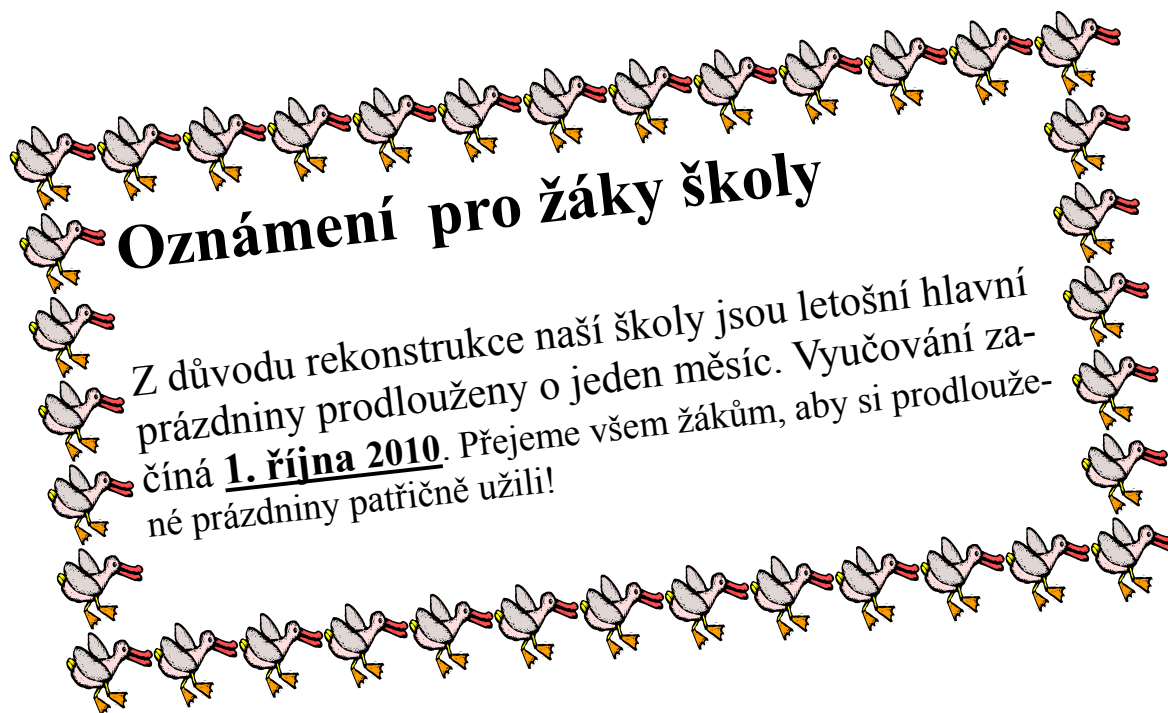 Oznámení pro žáky školy
Z důvodu rekonstrukce naší školy jsou letošní hlavní
prázdniny prodlouženy o jeden měsíc. Vyučování za-
číná 1. října 2010. Přejeme všem žákům, aby si prodlouže-
né prázdniny patřičně užili!